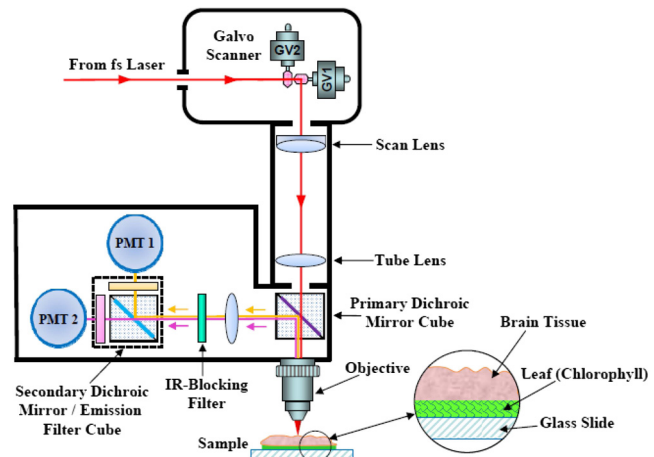 Galvo
Scanner
GV2
GV1
From fs Laser
Scan Lens
Tube Lens
PMT 1
PMT 2
Primary Dichroic
Mirror Cube
Secondary Dichroic
Mirror / Emission
Filter Cube
IR-Blocking
Filter
Objective
Sample
Brain Tissue
Leaf (Chlorophyll)
Glass Slide